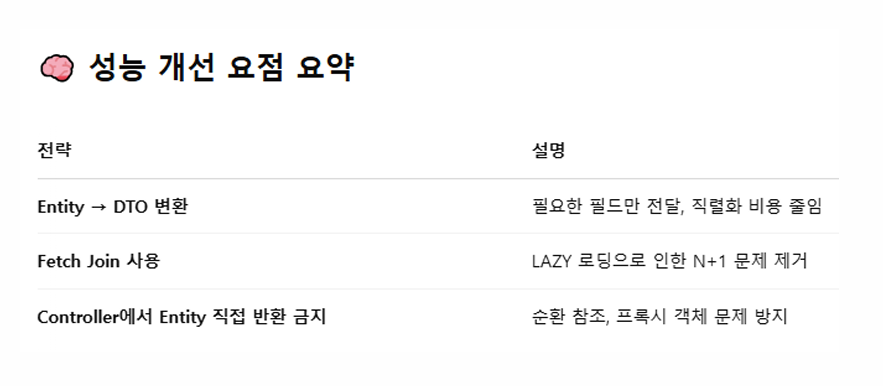 🧠 성능 개선 요점 요약
전략 설명
Entity → DTO 변환 필요한 필드만 전달, 직렬화 비용 줄임
Fetch Join 사용 LAZY 로딩으로 인한 N+1 문제 제거
Controller에서 Entity 직접 반환 금지 순환 참조, 프록시 객체 문제 방지